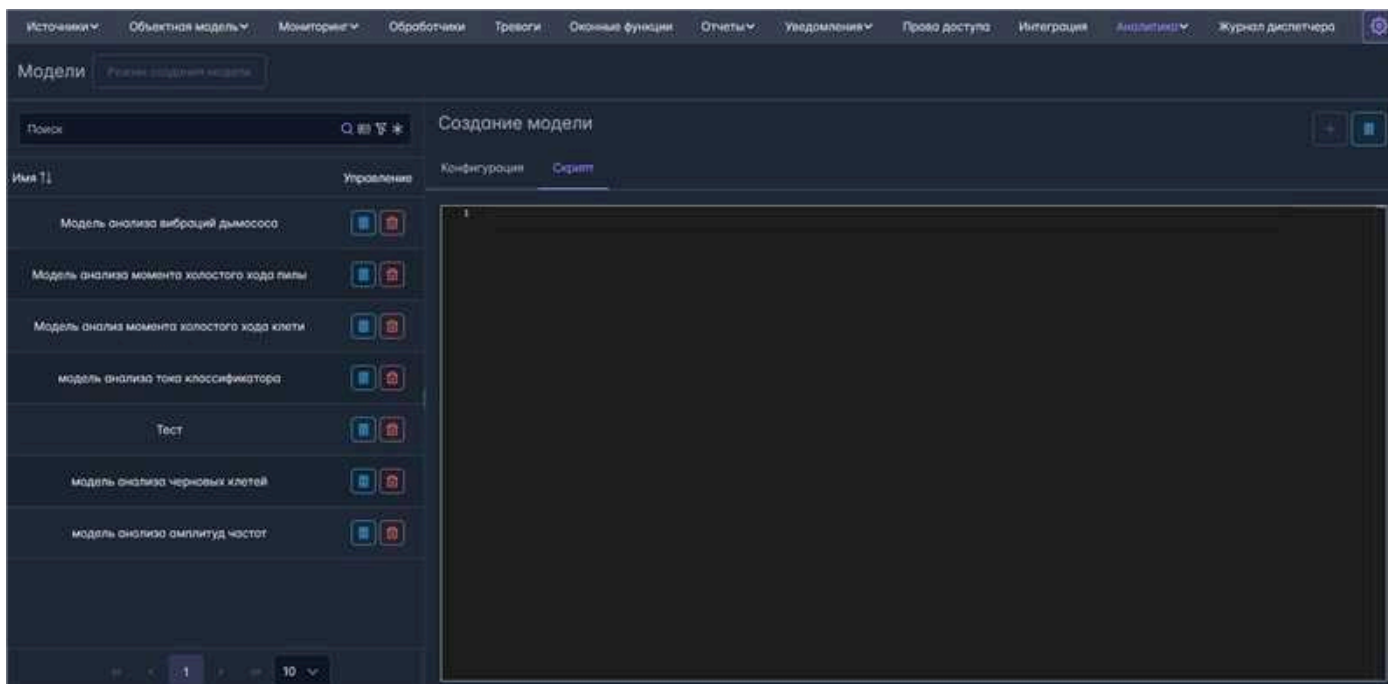 Источники Объектная модель Мониторинг Обработчики Тревоги Оконные функции Отчеты Уведомления Права доступа Интеграция Аналитика Журнал диспетчера
Модели Режим создания модели
Поиск
Создание модели
Конфигурация Скрипт
Имя Управление
1
Модель анализа вибраций дымососа
Модель анализа момента холостого хода пилы
Модель анализ момента холостого хода клети
модель анализа тока классификатора
Тест
модель анализа черновых клетей
модель анализа амплитуд частот
1 10